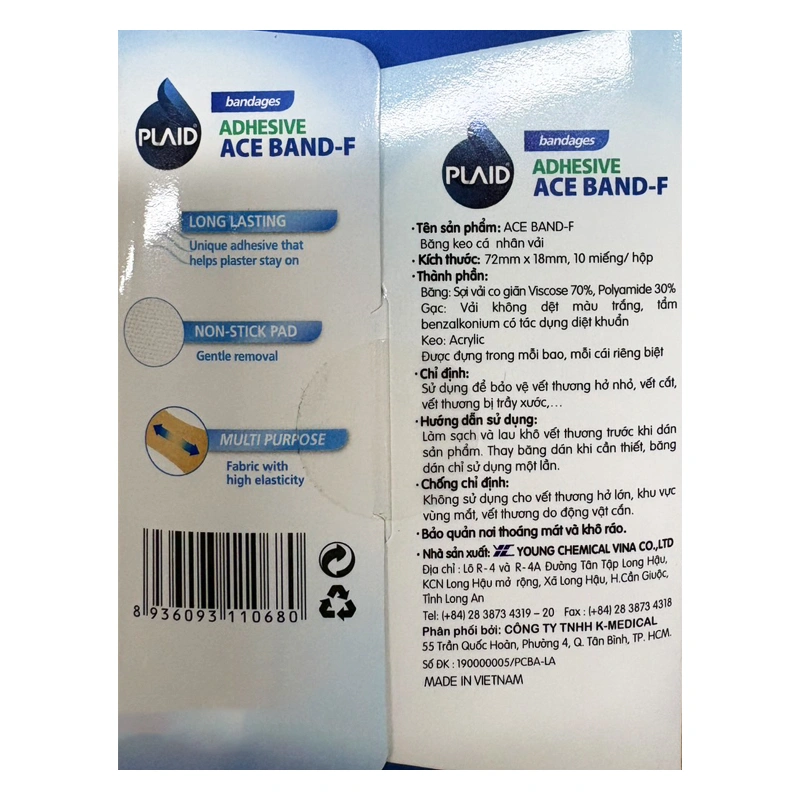 PLAID®
bandages
ADHESIVE
ACE BAND-F
LONG LASTING
Unique adhesive that
helps plaster stay on
NON-STICK PAD
Gentle removal
MULTI PURPOSE
Fabric with
high elasticity
8 936093 110680
PLAID®
bandages
ADHESIVE
ACE BAND-F
• Tên sản phẩm: ACE BAND-F
Băng keo cá nhân vải
• Kích thước: 72mm x 18mm, 10 miếng/ hộp
• Thành phần:
Băng: Sợi vải co giãn Viscose 70%, Polyamide 30%
Gạc: Vải không dệt màu trắng, tẩm
benzalkonium có tác dụng diệt khuẩn
Keo: Acrylic
Được đựng trong mỗi bao, mỗi cái riêng biệt
• Chỉ định:
Sử dụng để bảo vệ vết thương hở nhỏ, vết cắt,
vết thương bị trầy xước,...
• Hướng dẫn sử dụng:
Làm sạch và lau khô vết thương trước khi dán
sản phẩm. Thay băng dán khi cần thiết, băng
dán chỉ sử dụng một lần.
• Chống chỉ định:
Không sử dụng cho vết thương hở lớn, khu vực
vùng mắt, vết thương do động vật cắn.
• Bảo quản nơi thoáng mát và khô ráo.
• Nhà sản xuất: YC YOUNG CHEMICAL VINA CO.,LTD
Địa chỉ : Lô R- 4 và R- 4A Đường Tân Tập Long Hậu,
KCN Long Hậu mở rộng, Xã Long Hậu, H.Cần Giuộc,
Tỉnh Long An
Tel: (+84) 28 3873 4319 – 20 Fax : (+84) 28 3873 4318
Phân phối bởi: CÔNG TY TNHH K-MEDICAL
55 Trần Quốc Hoàn, Phường 4, Q. Tân Bình, TP. HCM.
Số ĐK : 190000005/PCBA-LA
MADE IN VIETNAM